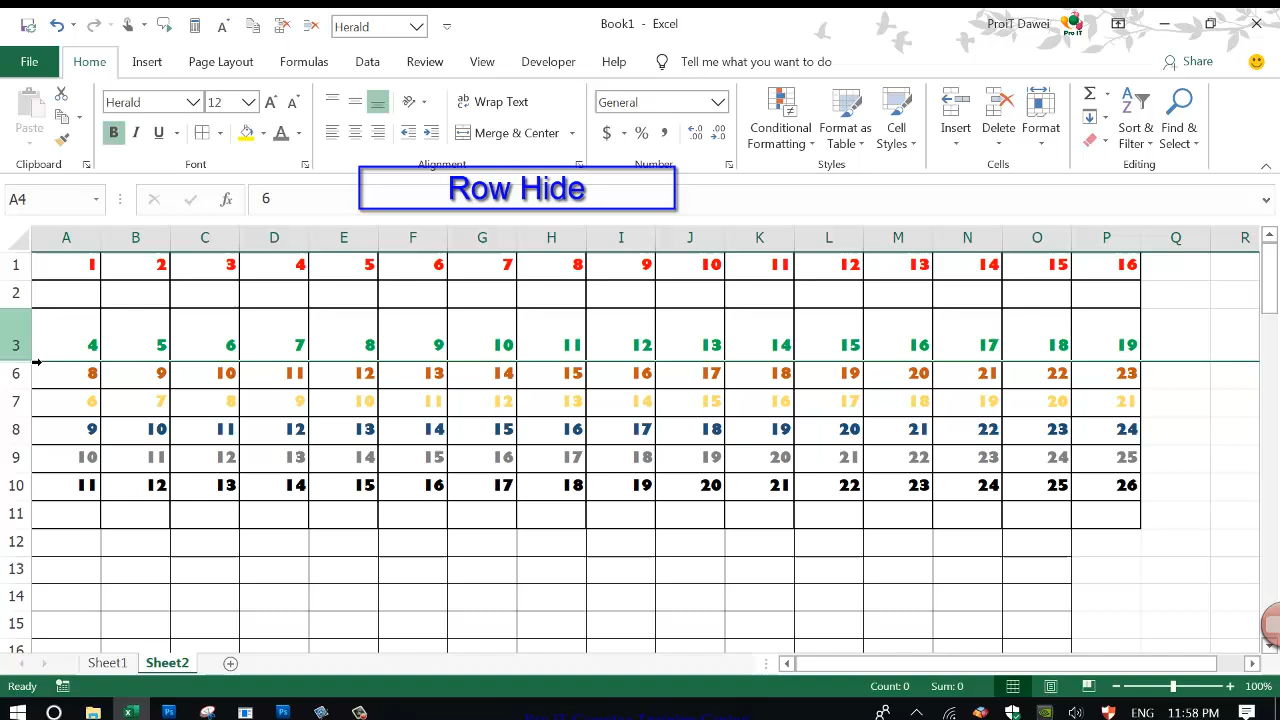 Herald
Book1 - Excel
ProIT Dawei
Pro IT
File Home Insert Page Layout Formulas Data Review View Developer Help Tell me what you want to do Share
Paste
Herald 12
B I U
Wrap Text
Merge & Center
General
$ % ,
Conditional Formatting
Format as Table
Cell Styles
Insert Delete Format
Sort & Filter
Find & Select
Clipboard Font Alignment Number Styles Cells Editing
Row Hide
A4 fx 6
A B C D E F G H I J K L M N O P Q R
1 1 2 3 4 5 6 7 8 9 10 11 12 13 14 15 16
2
3 4 5 6 7 8 9 10 11 12 13 14 15 16 17 18 19
6 8 9 10 11 12 13 14 15 16 17 18 19 20 21 22 23
7 6 7 8 9 10 11 12 13 14 15 16 17 18 19 20 21
8 9 10 11 12 13 14 15 16 17 18 19 20 21 22 23 24
9 10 11 12 13 14 15 16 17 18 19 20 21 22 23 24 25
10 11 12 13 14 15 16 17 18 19 20 21 22 23 24 25 26
11
12
13
14
15
16
Sheet1 Sheet2
Ready Count: 0 Sum: 0 100%
ENG 11:58 PM